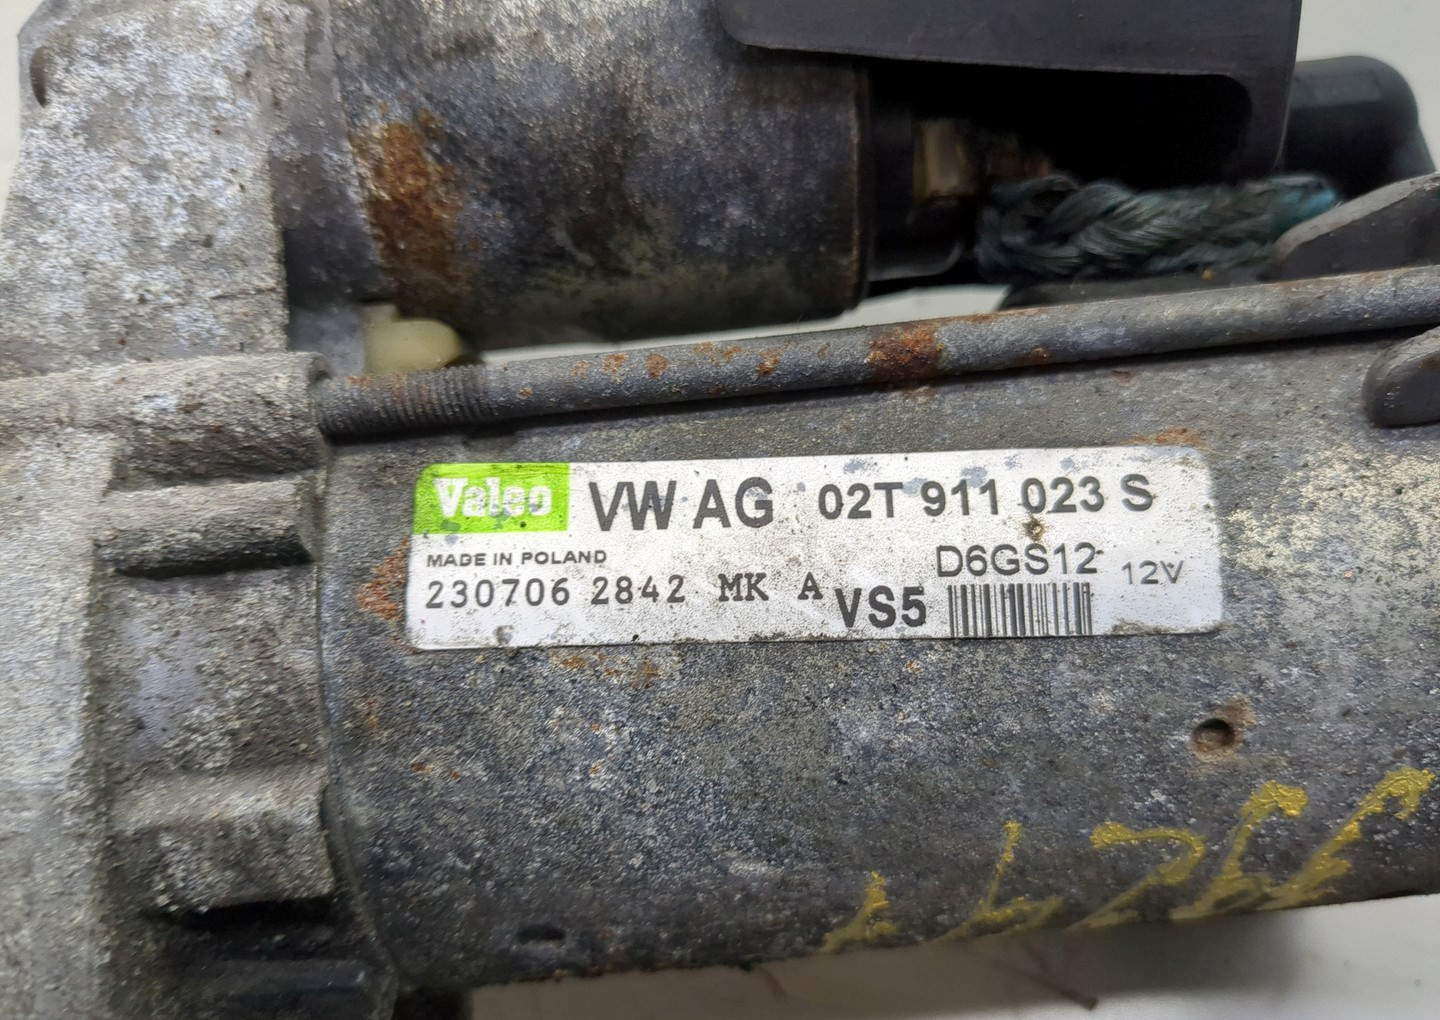 Valeo VW AG 02T 911 023 S
MADE IN POLAND
D6GS12 12V
230706 2842 MK A VS5